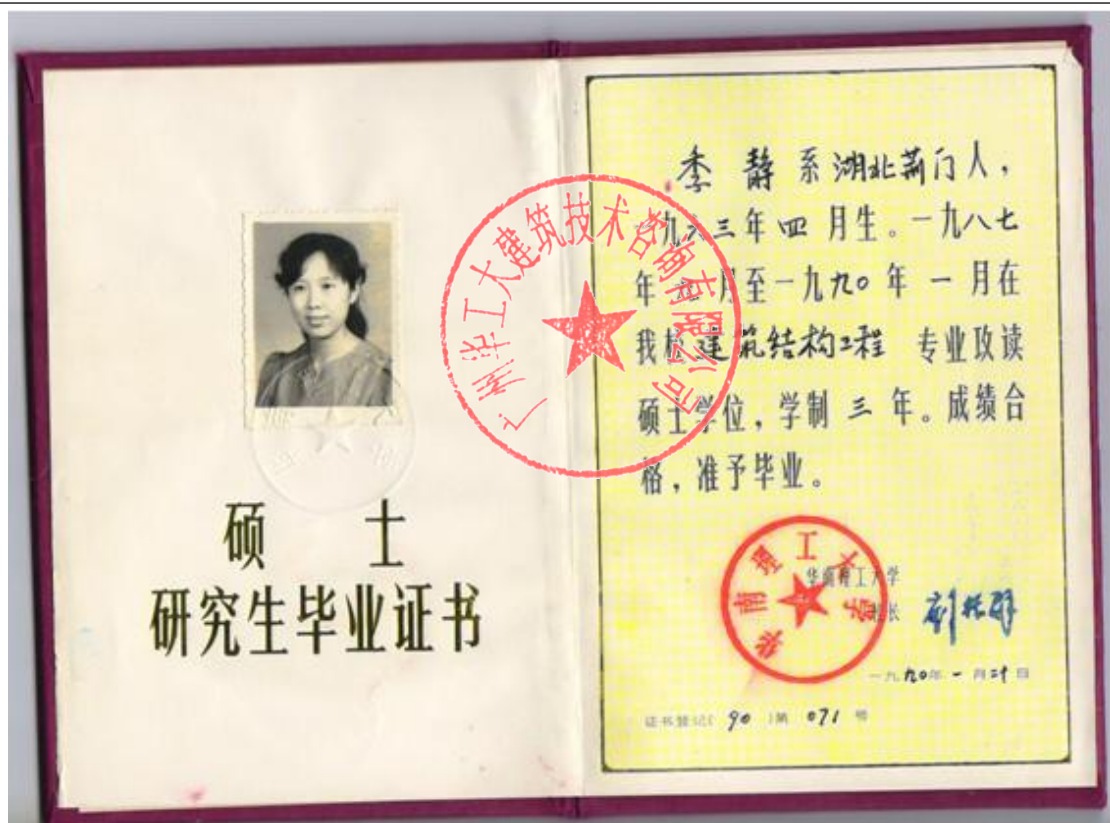 硕 士
研究生毕业证书
广州华工大建筑技术咨询有限公司
李 静 系 湖北荆门人,
一九六三年 四 月生。一九八七
年 月至一九九〇 年 一 月在
我校 建筑结构工程 专业攻读
硕士学位,学制 三 年。成绩合
格,准予毕业。
华南理工大学
华南理工大学
校长
一九九〇年 一 月二十日
证书登记( 90 )第 071 号